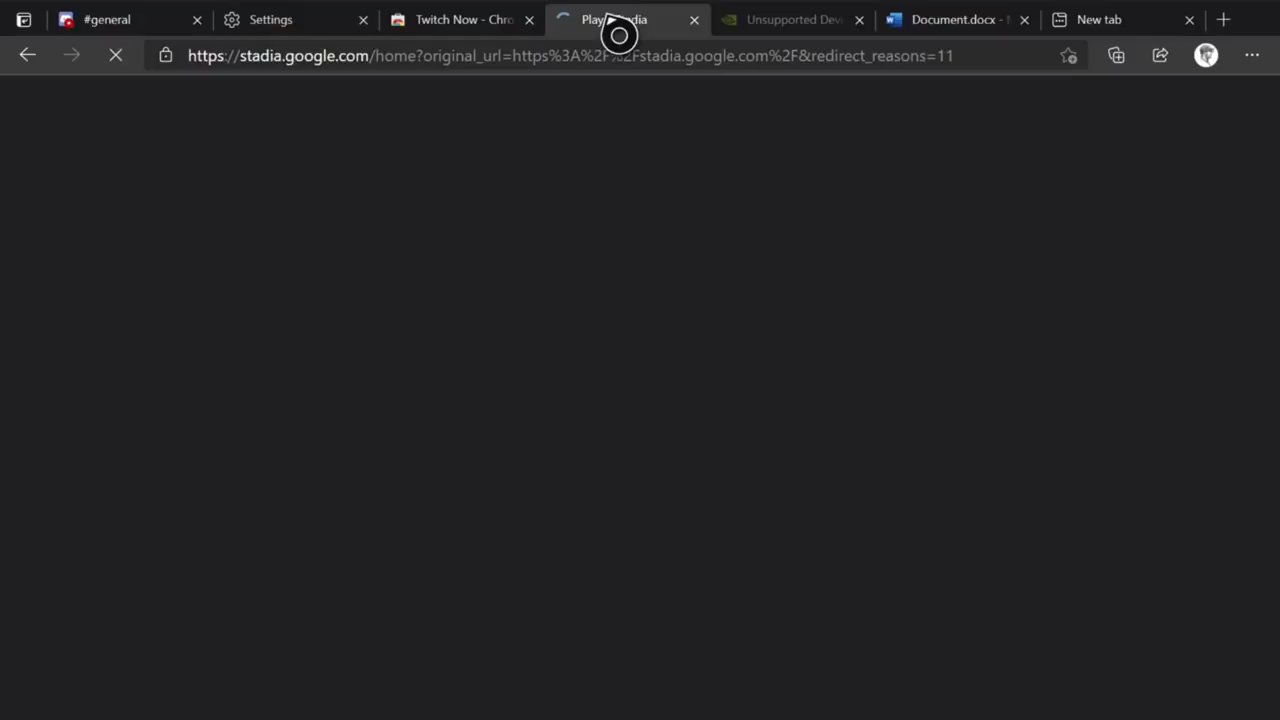 #general
Settings
Twitch Now - Chro
Play
Unsupported Dev
Document.docx -
New tab
https://stadia.google.com/home?original_url=https%3A%2F%2Fstadia.google.com%2F&redirect_reasons=11